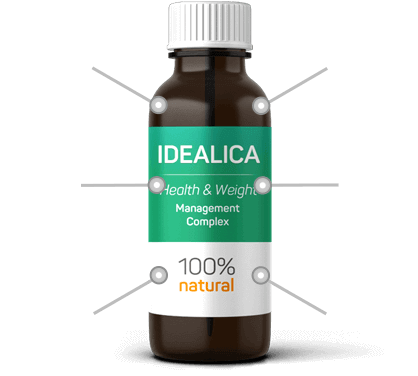 IDEALICA
Health & Weight
Management
Complex
100%
natural